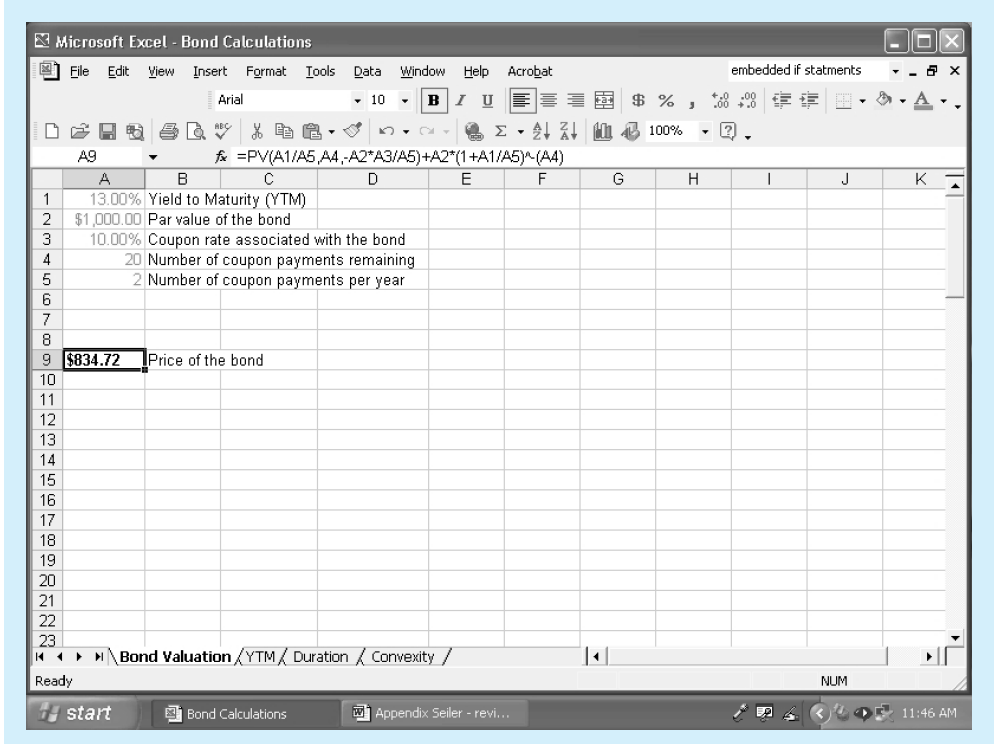 Microsoft Excel - Bond Calculations
File Edit View Insert Format Tools Data Window Help Acrobat embedded if statments
Arial 10 B I U $ % , .0 .00 .00 .0
ABC Σ A Z Z A 100% ?
A9 fx =PV(A1/A5,A4,-A2*A3/A5)+A2*(1+A1/A5)^-(A4)
A B C D E F G H I J K
1 13.00% Yield to Maturity (YTM)
2 $1,000.00 Par value of the bond
3 10.00% Coupon rate associated with the bond
4 20 Number of coupon payments remaining
5 2 Number of coupon payments per year
6
7
8
9 $834.72 Price of the bond
10
11
12
13
14
15
16
17
18
19
20
21
22
23
Bond Valuation YTM Duration Convexity
Ready NUM
start Bond Calculations Appendix Seiler - revi... 11:46 AM